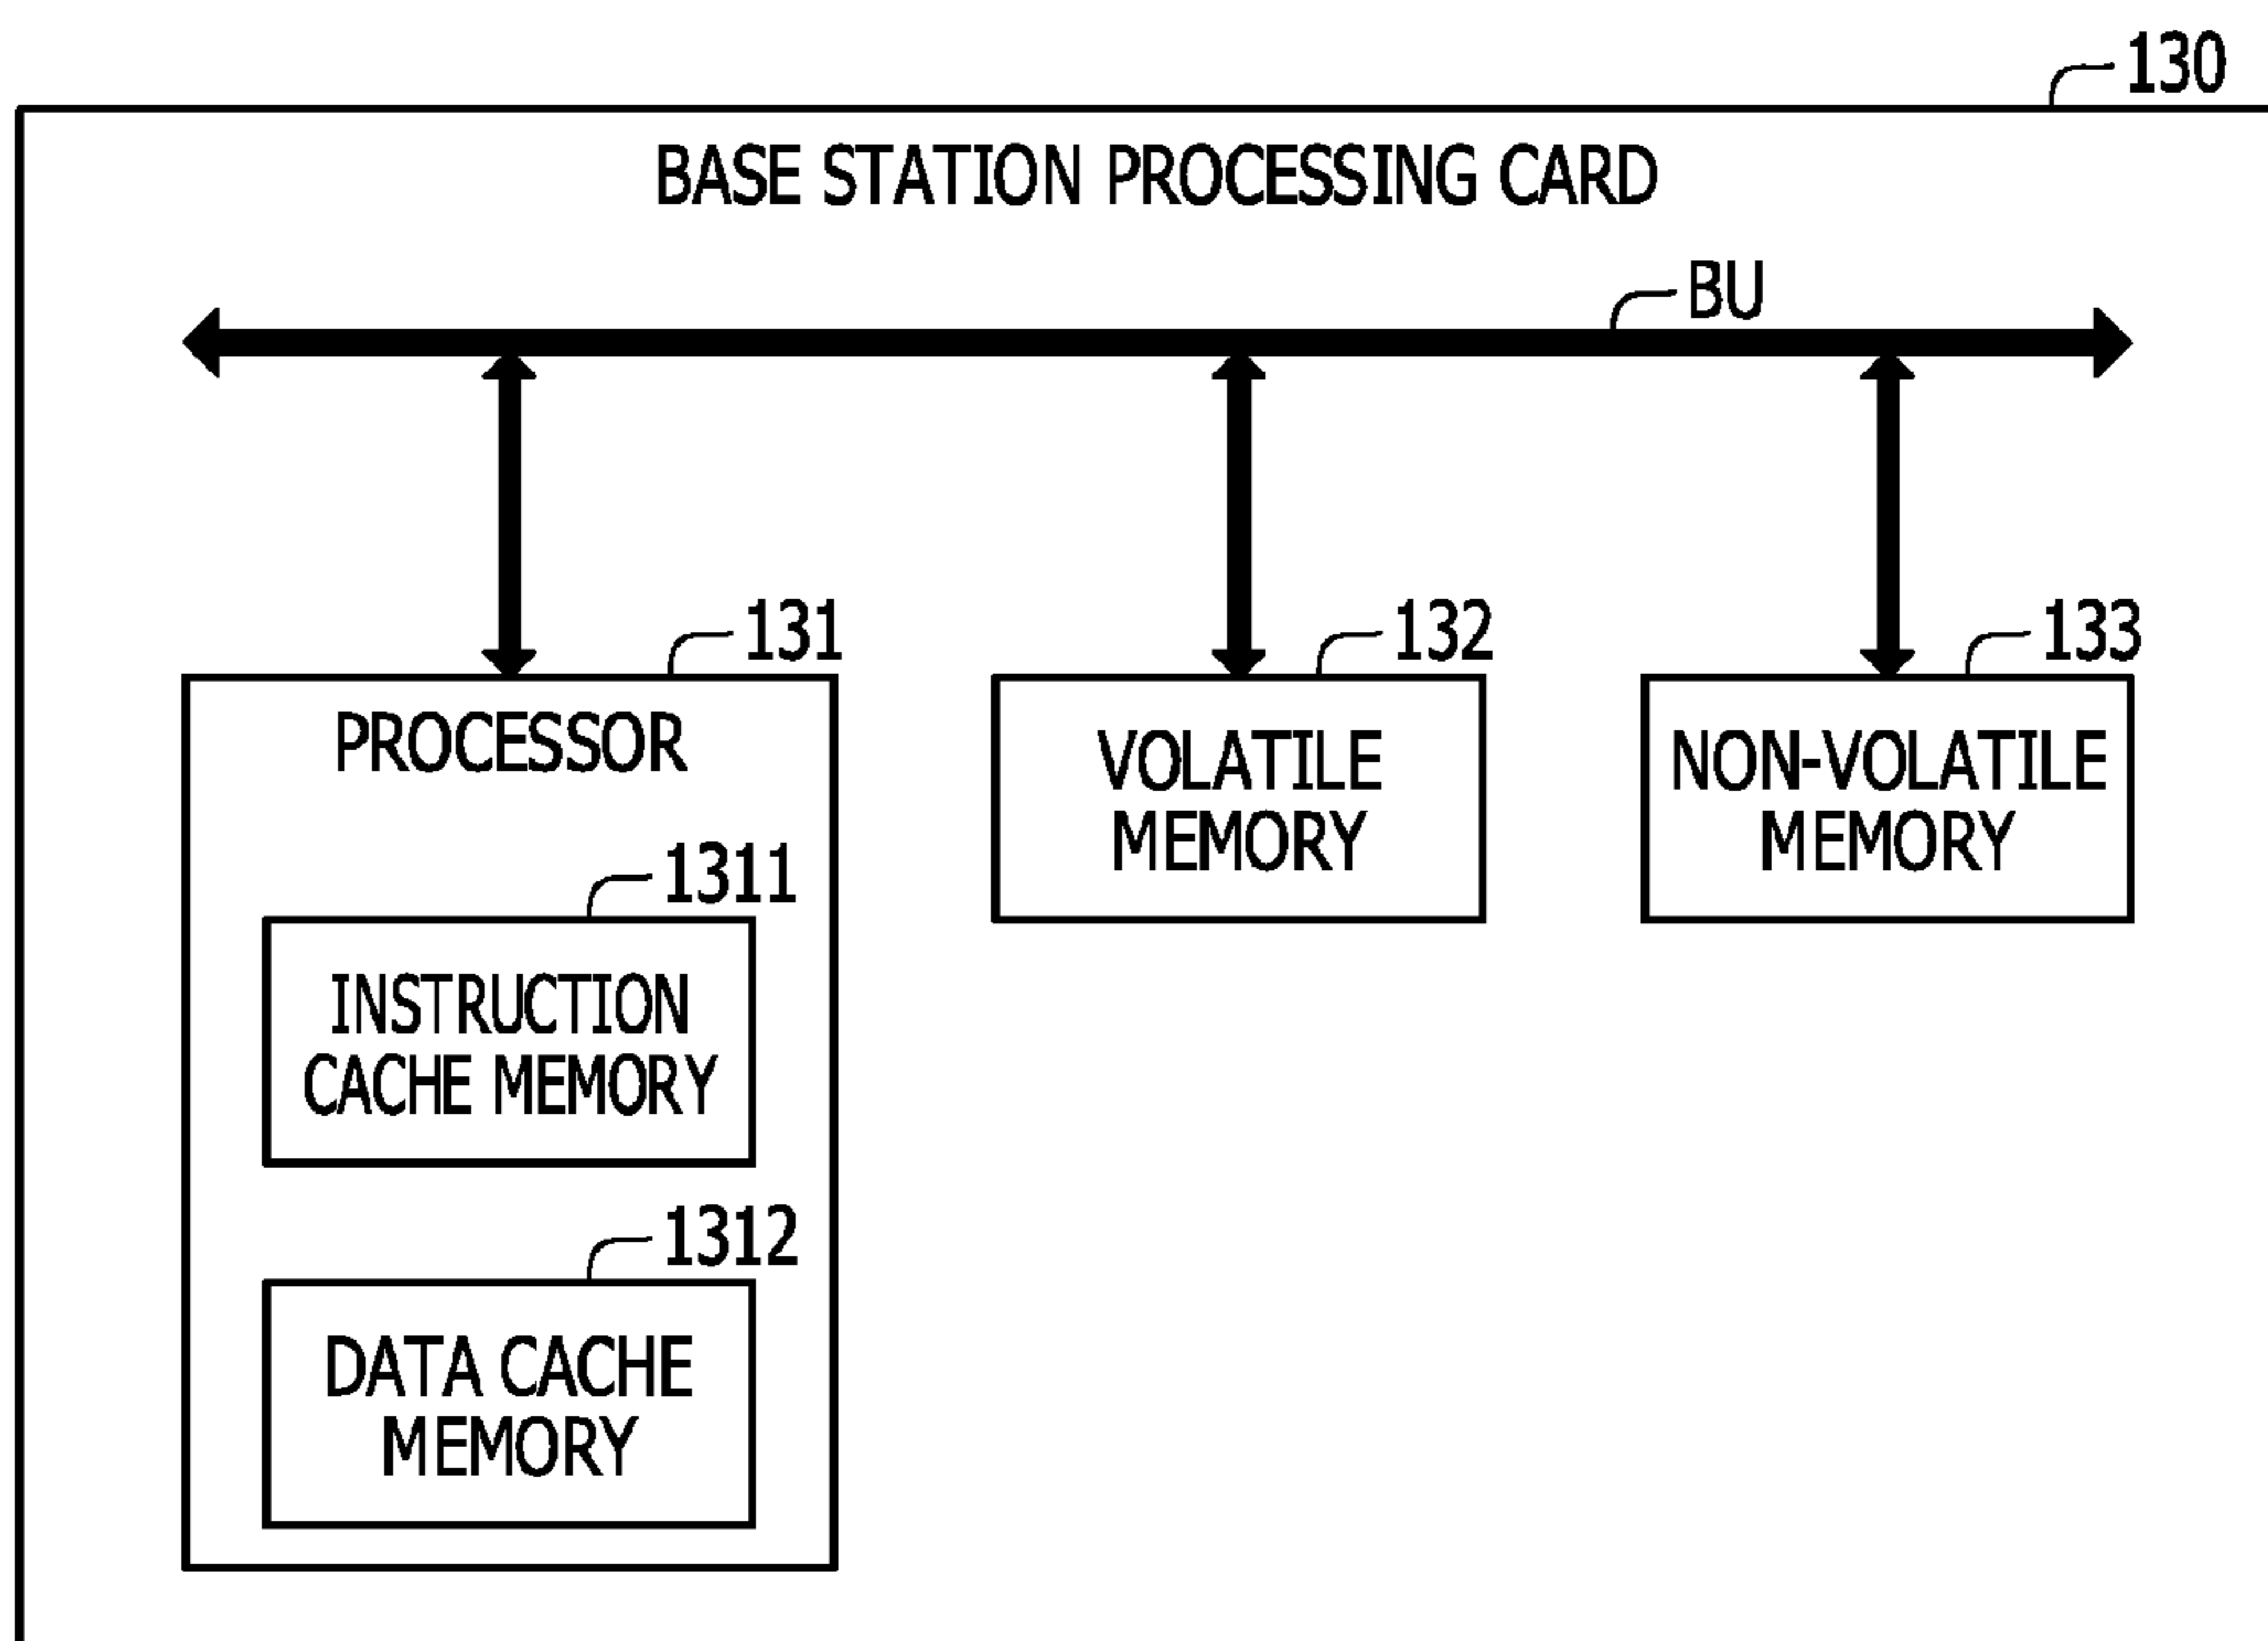 130
BASE STATION PROCESSING CARD
BU
131
132
133
PROCESSOR
VOLATILE
MEMORY
NON-VOLATILE
MEMORY
1311
INSTRUCTION
CACHE MEMORY
1312
DATA CACHE
MEMORY